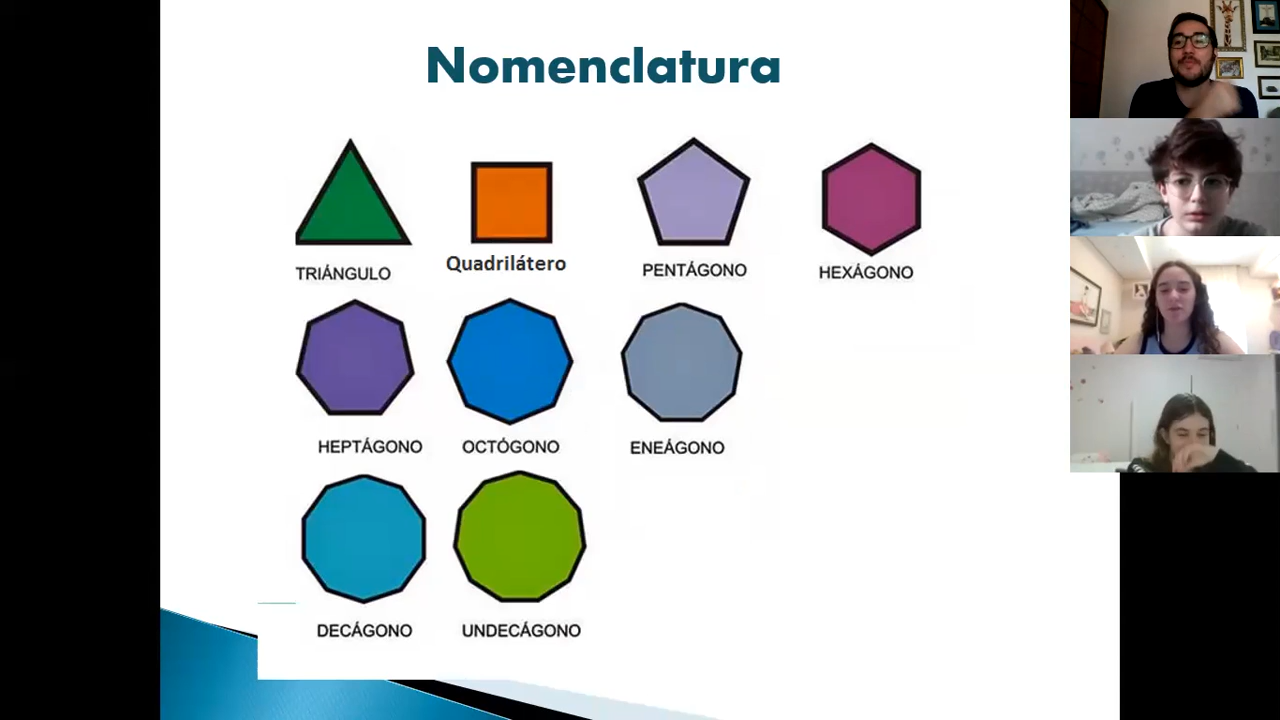 Nomenclatura
TRIÁNGULO
Quadrilátero
PENTÁGONO
HEXÁGONO
HEPTÁGONO
OCTÓGONO
ENEÁGONO
DECÁGONO
UNDECÁGONO